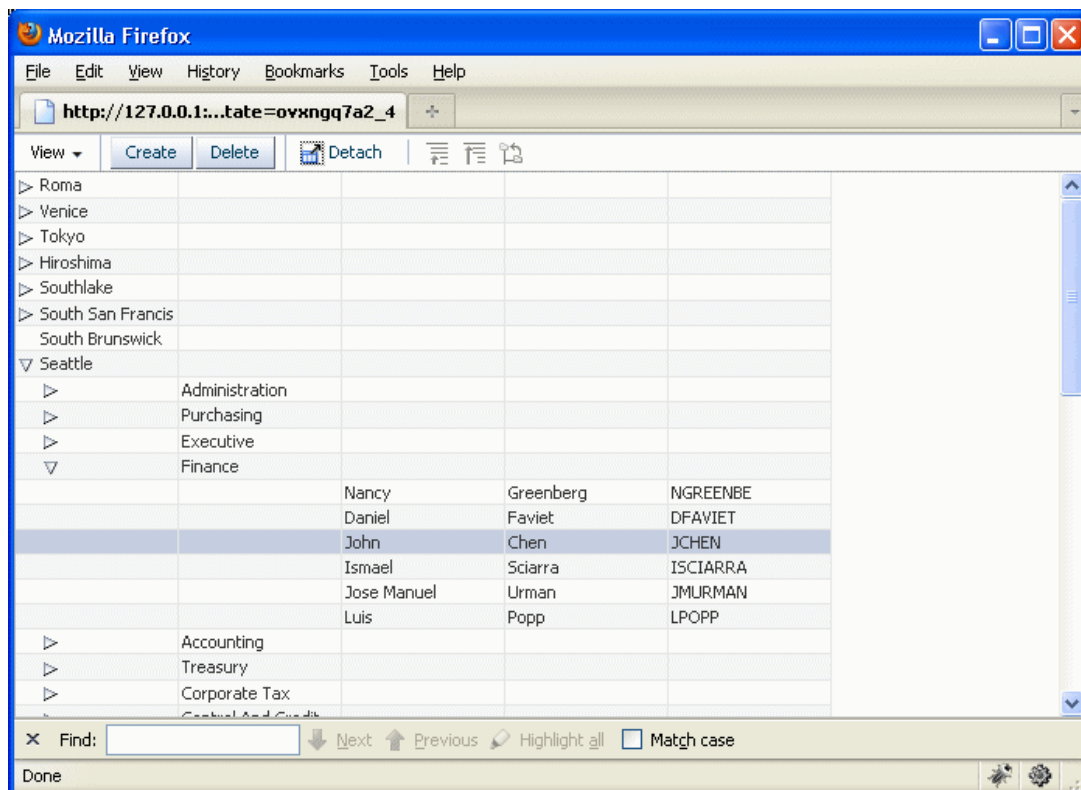 Mozilla Firefox
File Edit View History Bookmarks Tools Help
http://127.0.0.1:...tate=ovxngq7a2_4
View Create Delete Detach
Roma
Venice
Tokyo
Hiroshima
Southlake
South San Francis
South Brunswick
Seattle
Administration
Purchasing
Executive
Finance
Nancy Greenberg NGREENBE
Daniel Faviet DFAVIET
John Chen JCHEN
Ismael Sciarra ISCIARRA
Jose Manuel Urman JMURMAN
Luis Popp LPOPP
Accounting
Treasury
Corporate Tax
Control And Credit
Find: Next Previous Highlight all Match case
Done